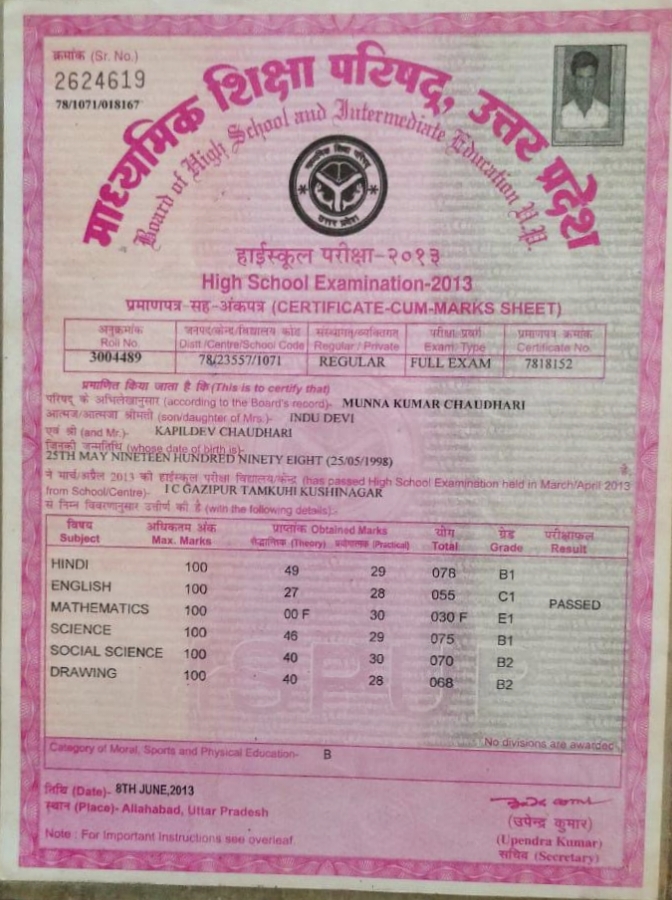 क्रमांक (Sr. No.)
2624619
78/1071/018167
माध्यमिक शिक्षा परिषद्, उत्तर प्रदेश
Board of High School and Intermediate Education U.P.
माध्यमिक शिक्षा परिषद
उत्तर प्रदेश
हाईस्कूल परीक्षा-२०१३
High School Examination-2013
प्रमाणपत्र-सह-अंकपत्र (CERTIFICATE-CUM-MARKS SHEET)
अनुक्रमांक जनपद/केन्द्र/विद्यालय कोड संस्थागत/व्यक्तिगत परीक्षा प्रवर्ग प्रमाणपत्र क्रमांक
Roll No. Distt./Centre/School Code Regular / Private Exam. Type Certificate No.
3004489 78/23557/1071 REGULAR FULL EXAM 7818152
प्रमाणित किया जाता है कि (This is to certify that)
परिषद् के अभिलेखानुसार (according to the Board's record)- MUNNA KUMAR CHAUDHARI
आत्मज/आत्मजा श्रीमती (son/daughter of Mrs.)- INDU DEVI
एवं श्री (and Mr.)- KAPILDEV CHAUDHARI
जिनकी जन्मतिथि (whose date of birth is)-
25TH MAY NINETEEN HUNDRED NINETY EIGHT (25/05/1998) है,
ने मार्च/अप्रैल 2013 की हाईस्कूल परीक्षा विद्यालय/केन्द्र (has passed High School Examination held in March/April 2013
from School/Centre)- I C GAZIPUR TAMKUHI KUSHINAGAR
से निम्न विवरणानुसार उत्तीर्ण की है (with the following details):-
विषय अधिकतम अंक प्राप्तांक Obtained Marks योग ग्रेड परीक्षाफल
Subject Max. Marks सैद्धान्तिक (Theory) प्रयोगात्मक (Practical) Total Grade Result
HINDI 100 49 29 078 B1
ENGLISH 100 27 28 055 C1 PASSED
MATHEMATICS 100 00 F 30 030 F E1
SCIENCE 100 46 29 075 B1
SOCIAL SCIENCE 100 40 30 070 B2
DRAWING 100 40 28 068 B2
No divisions are awarded
Category of Moral, Sports and Physical Education- B
तिथि (Date)- 8TH JUNE,2013
स्थान (Place)- Allahabad, Uttar Pradesh
(उपेन्द्र कुमार)
(Upendra Kumar)
सचिव (Secretary)
Note : For Important Instructions see overleaf.